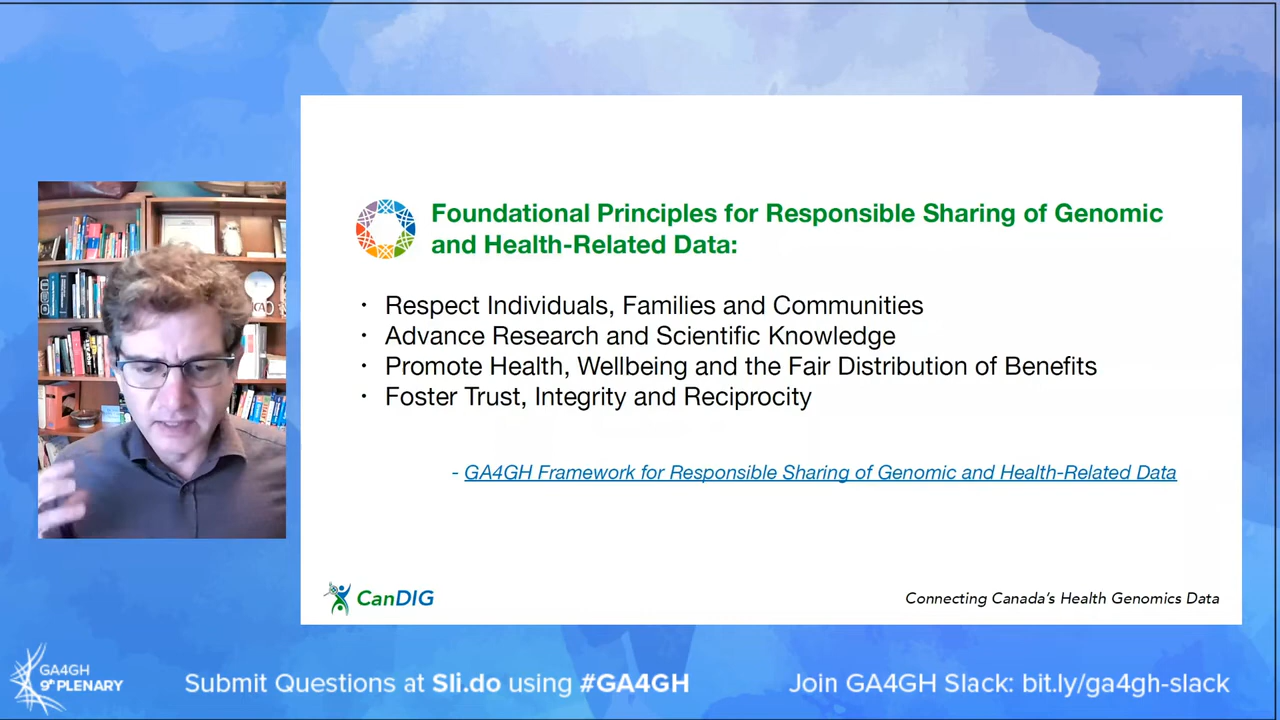 Foundational Principles for Responsible Sharing of Genomic
and Health-Related Data:
· Respect Individuals, Families and Communities
· Advance Research and Scientific Knowledge
· Promote Health, Wellbeing and the Fair Distribution of Benefits
· Foster Trust, Integrity and Reciprocity
- GA4GH Framework for Responsible Sharing of Genomic and Health-Related Data
CanDIG
Connecting Canada's Health Genomics Data
GA4GH
9th PLENARY
Submit Questions at Sli.do using #GA4GH
Join GA4GH Slack: bit.ly/ga4gh-slack